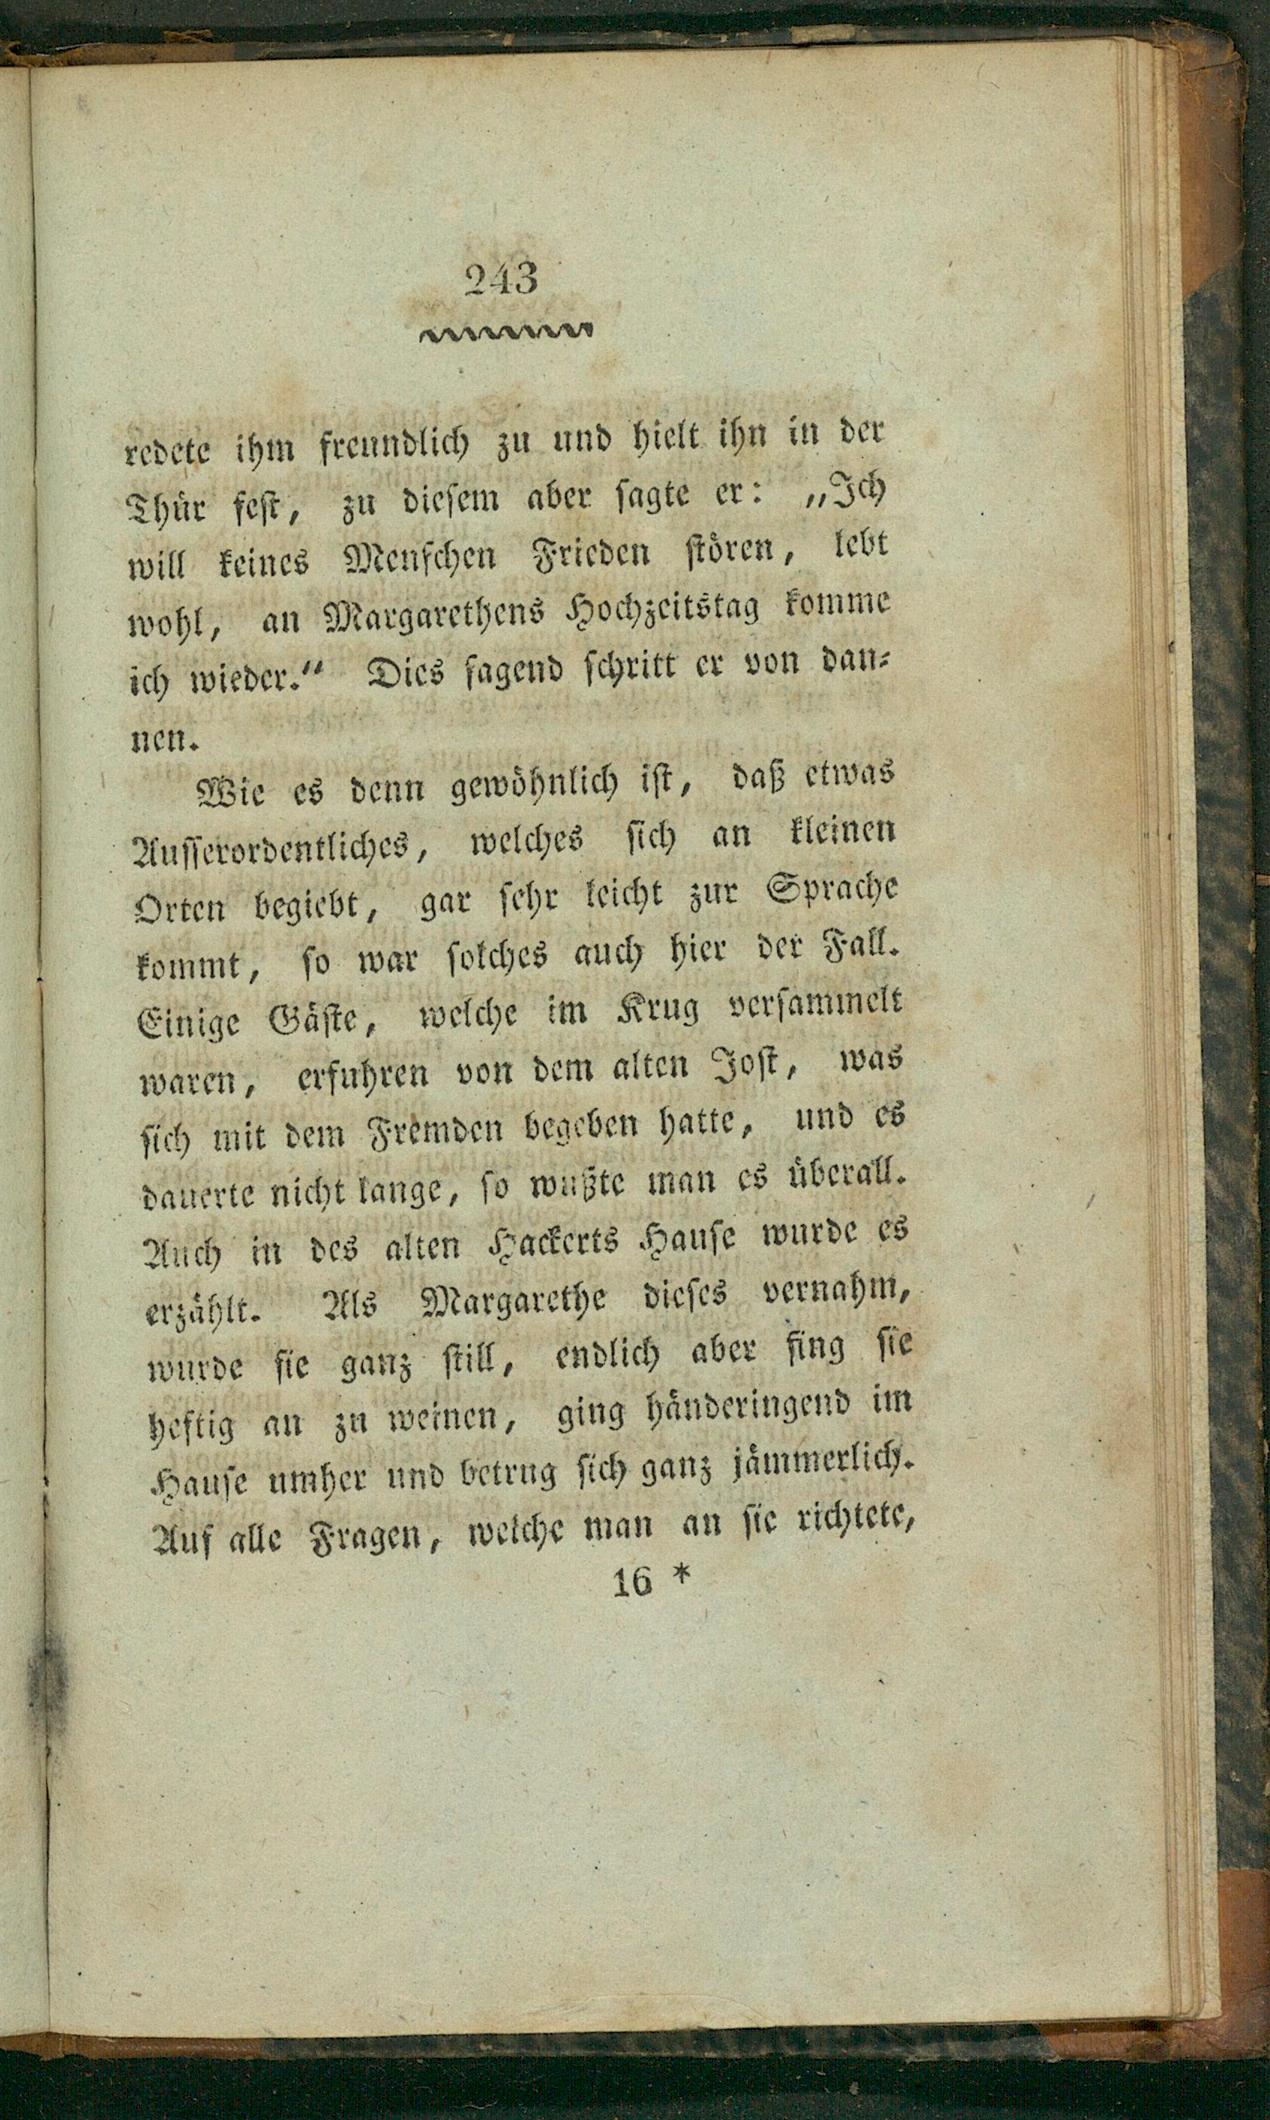 243
redete ihm freundlich zu und hielt ihn in der
Thür fest, zu diesem aber sagte er: „Ich
will keines Menschen Frieden stören, lebt
wohl, an Margarethens Hochzeitstag komme
ich wieder.“ Dies sagend schritt er von dan-
nen.
Wie es denn gewöhnlich ist, daß etwas
Ausserordentliches, welches sich an kleinen
Orten begiebt, gar sehr leicht zur Sprache
kommt, so war solches auch hier der Fall.
Einige Gäste, welche im Krug versammelt
waren, erfuhren von dem alten Jost, was
sich mit dem Fremden begeben hatte, und es
dauerte nicht lange, so wußte man es überall.
Auch in des alten Hackerts Hause wurde es
erzählt. Als Margarethe dieses vernahm,
wurde sie ganz still, endlich aber fing sie
heftig an zu weinen, ging händeringend im
Hause umher und betrug sich ganz jämmerlich.
Auf alle Fragen, welche man an sie richtete,
16 *